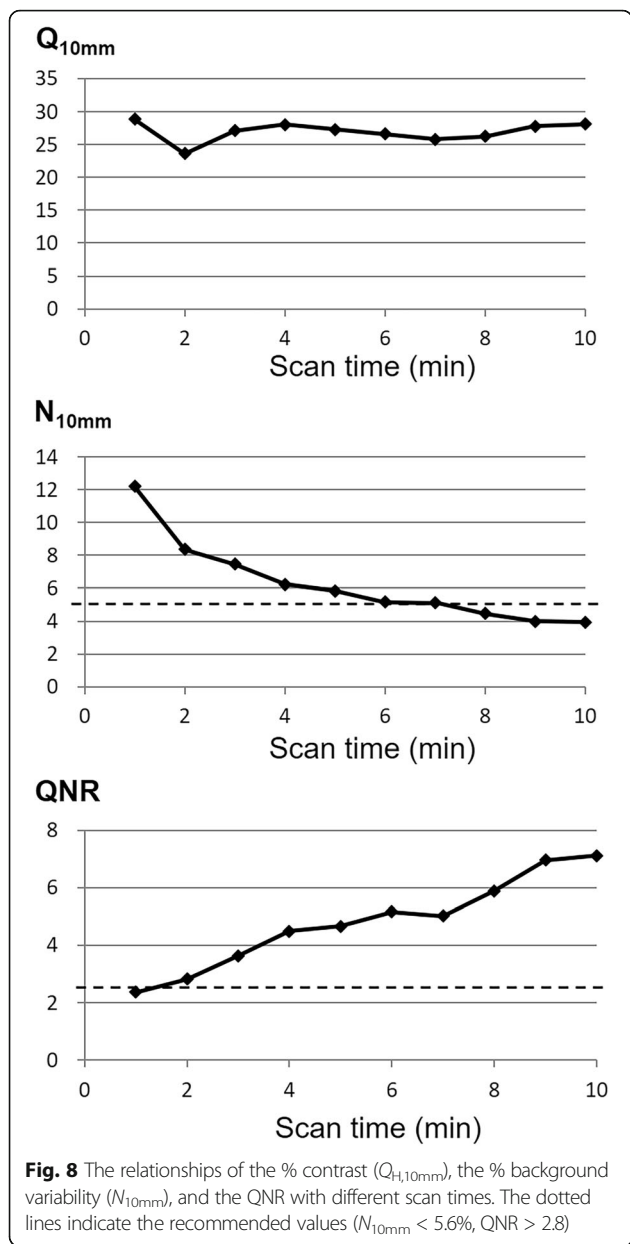 Q10mm
35
30
25
20
15
10
5
0
0 2 4 6 8 10
Scan time (min)
N10mm
14
12
10
8
6
4
2
0
0 2 4 6 8 10
Scan time (min)
QNR
8
6
4
2
0
0 2 4 6 8 10
Scan time (min)
Fig. 8 The relationships of the % contrast (QH,10mm), the % background
variability (N10mm), and the QNR with different scan times. The dotted
lines indicate the recommended values (N10mm < 5.6%, QNR > 2.8)